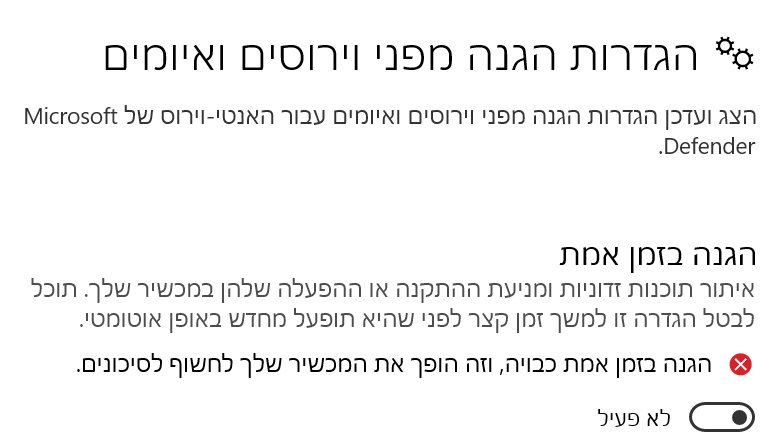 הגדרות הגנה מפני וירוסים ואיומים
הצג ועדכן הגדרות הגנה מפני וירוסים ואיומים עבור האנטי-וירוס של Microsoft
Defender.
הגנה בזמן אמת
איתור תוכנות זדוניות ומניעת ההתקנה או ההפעלה שלהן במכשיר שלך. תוכל
לבטל הגדרה זו למשך זמן קצר לפני שהיא תופעל מחדש באופן אוטומטי.
הגנה בזמן אמת כבויה, וזה הופך את המכשיר שלך לחשוף לסיכונים.
לא פעיל